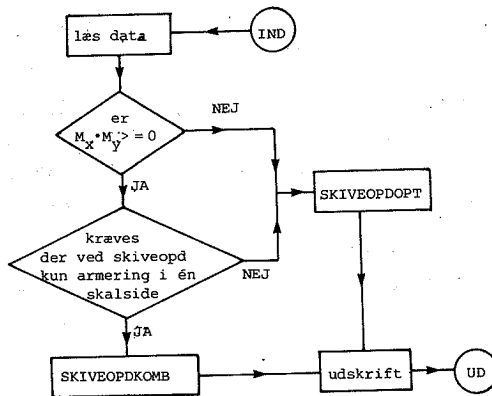 læs data
IND
er
M_x•M_y>=0
NEJ
JA
SKIVEOPDOPT
kræves
der ved skiveopd
kun armering i én
skalside
NEJ
JA
SKIVEOPDKOMB
udskrift
UD